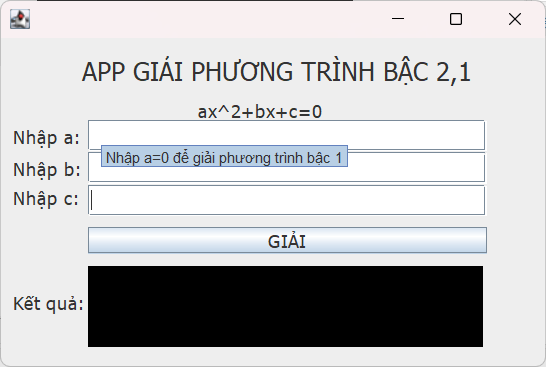 APP GIẢI PHƯƠNG TRÌNH BẬC 2,1
ax^2+bx+c=0
Nhập a:
Nhập a=0 để giải phương trình bậc 1
Nhập b:
Nhập c:
GIẢI
Kết quả: